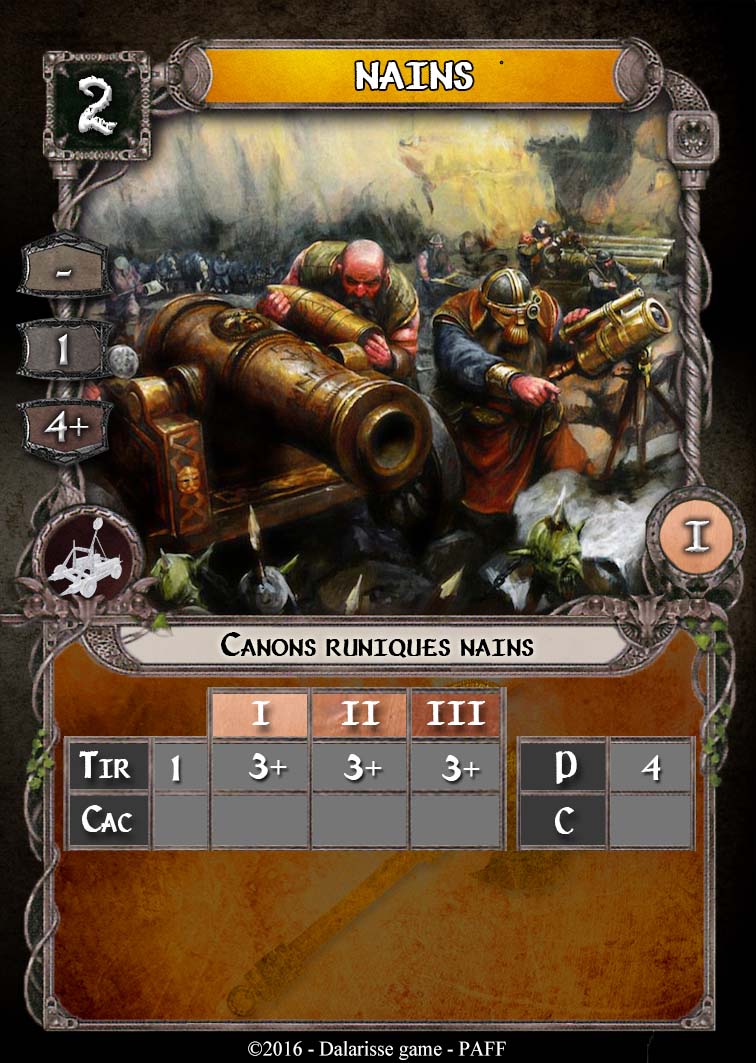 NAINS
2
-
1
4+
I
CANONS RUNIQUES NAINS
I II III
TIR 1 3+ 3+ 3+ P 4
CAC C
©2016 - Dalarisse game - PAFF